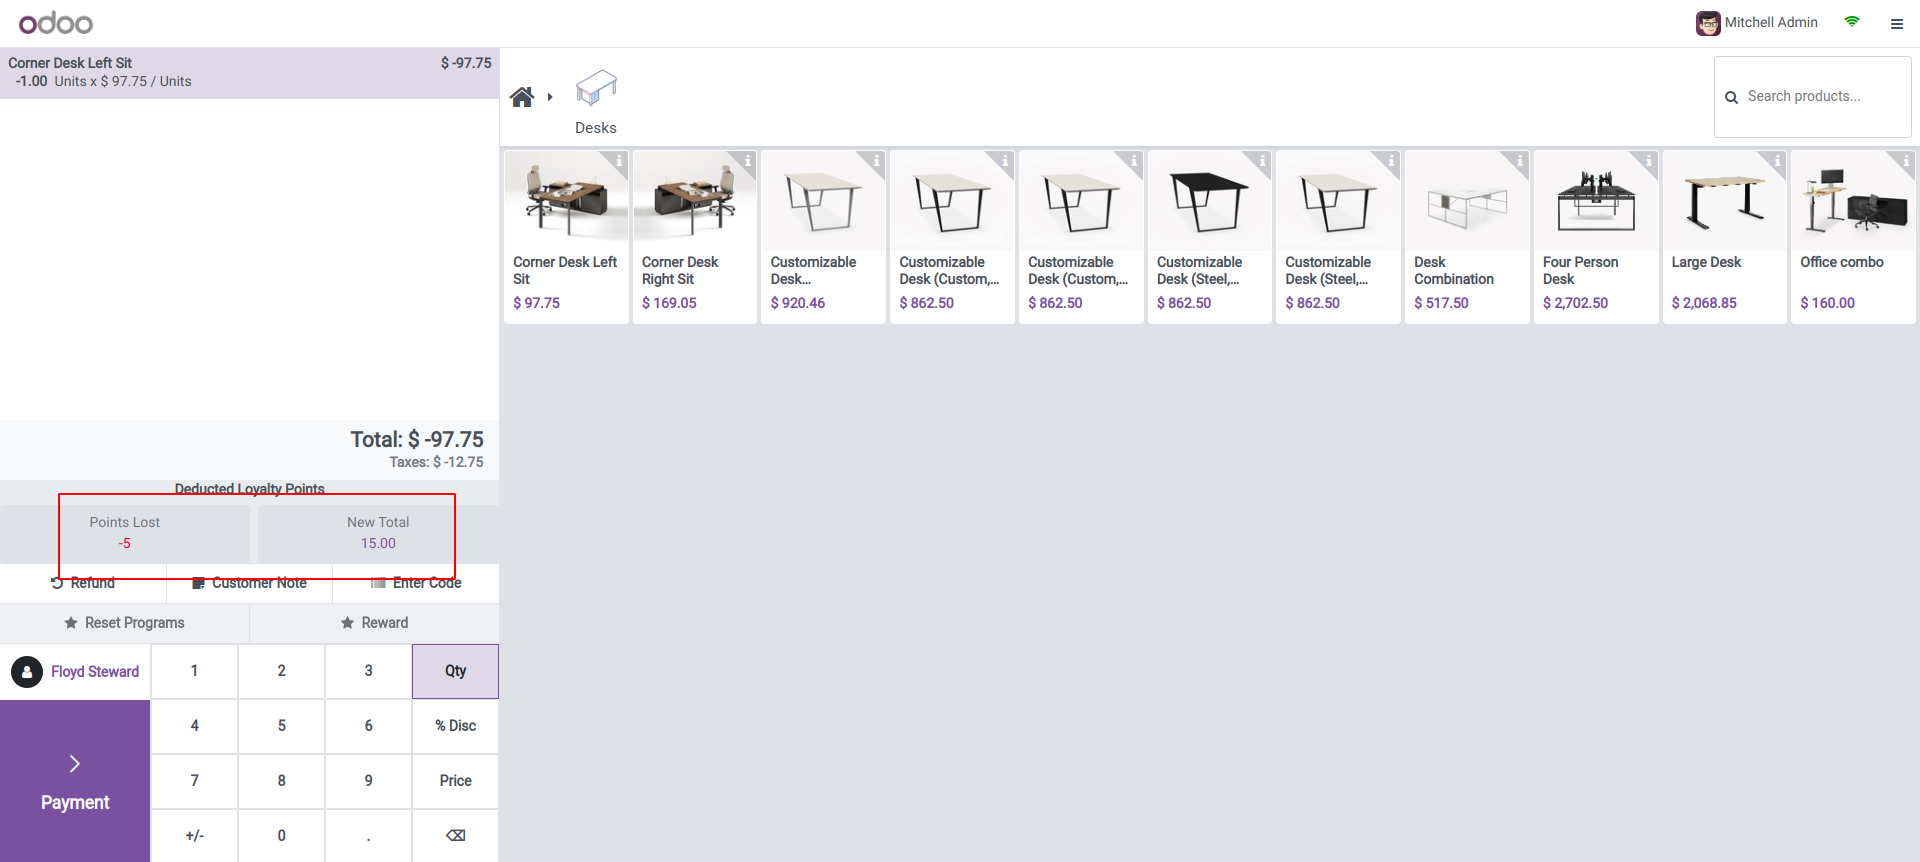 odoo
Mitchell Admin
Corner Desk Left Sit $ -97.75
-1.00 Units x $ 97.75 / Units
Total: $ -97.75
Taxes: $ -12.75
Deducted Loyalty Points
Points Lost
-5
New Total
15.00
Refund
Customer Note
Enter Code
Reset Programs
Reward
Floyd Steward
1 2 3 Qty
4 5 6 % Disc
7 8 9 Price
+/- 0 .
Payment
Desks
Search products...
Corner Desk Left
Sit
$ 97.75
Corner Desk
Right Sit
$ 169.05
Customizable
Desk...
$ 920.46
Customizable
Desk (Custom,...
$ 862.50
Customizable
Desk (Custom,...
$ 862.50
Customizable
Desk (Steel,...
$ 862.50
Customizable
Desk (Steel,...
$ 862.50
Desk
Combination
$ 517.50
Four Person
Desk
$ 2,702.50
Large Desk
$ 2,068.85
Office combo
$ 160.00